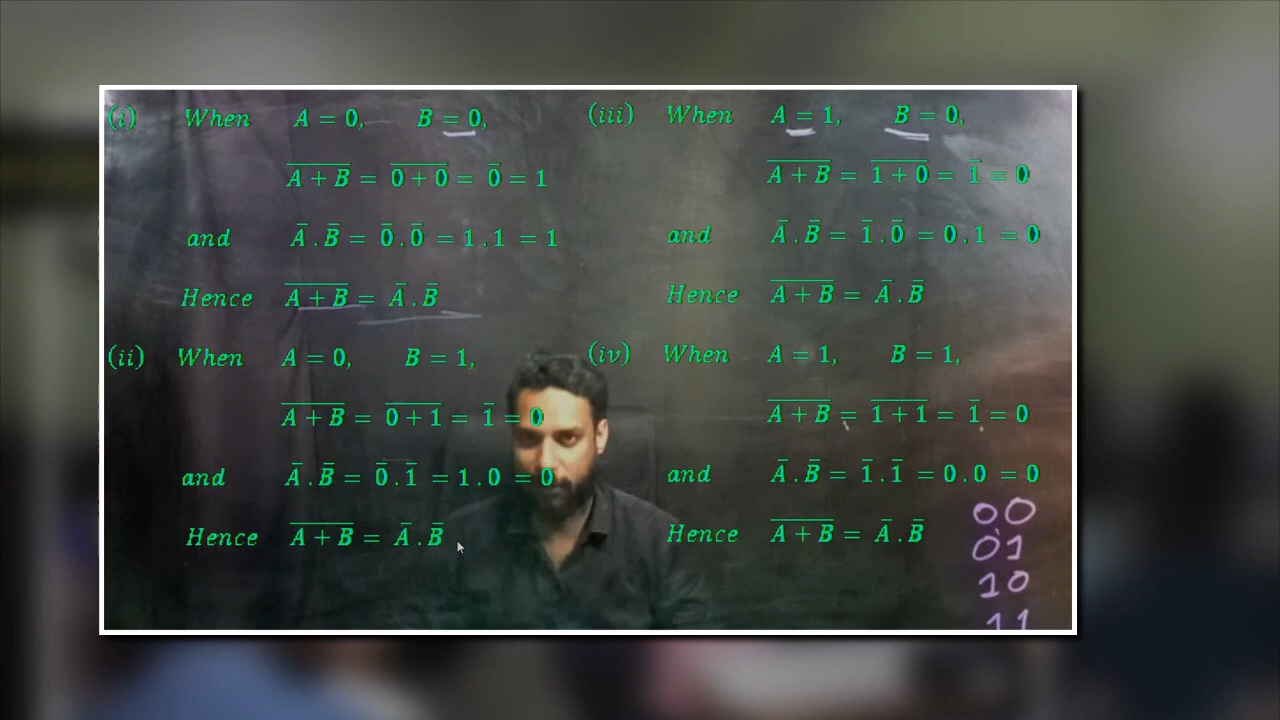 (i) When A = 0, B = 0,
A̅ ̅+̅ ̅B̅ = 0̅ ̅+̅ ̅0̅ = 0̅ = 1
and A̅ . B̅ = 0̅ . 0̅ = 1 . 1 = 1
Hence A̅ ̅+̅ ̅B̅ = A̅ . B̅
(ii) When A = 0, B = 1,
A̅ ̅+̅ ̅B̅ = 0̅ ̅+̅ ̅1̅ = 1̅ = 0
and A̅ . B̅ = 0̅ . 1̅ = 1 . 0 = 0
Hence A̅ ̅+̅ ̅B̅ = A̅ . B̅
(iii) When A = 1, B = 0,
A̅ ̅+̅ ̅B̅ = 1̅ ̅+̅ ̅0̅ = 1̅ = 0
and A̅ . B̅ = 1̅ . 0̅ = 0 . 1 = 0
Hence A̅ ̅+̅ ̅B̅ = A̅ . B̅
(iv) When A = 1, B = 1,
A̅ ̅+̅ ̅B̅ = 1̅ ̅+̅ ̅1̅ = 1̅ = 0
and A̅ . B̅ = 1̅ . 1̅ = 0 . 0 = 0
Hence A̅ ̅+̅ ̅B̅ = A̅ . B̅
00
01
10
11